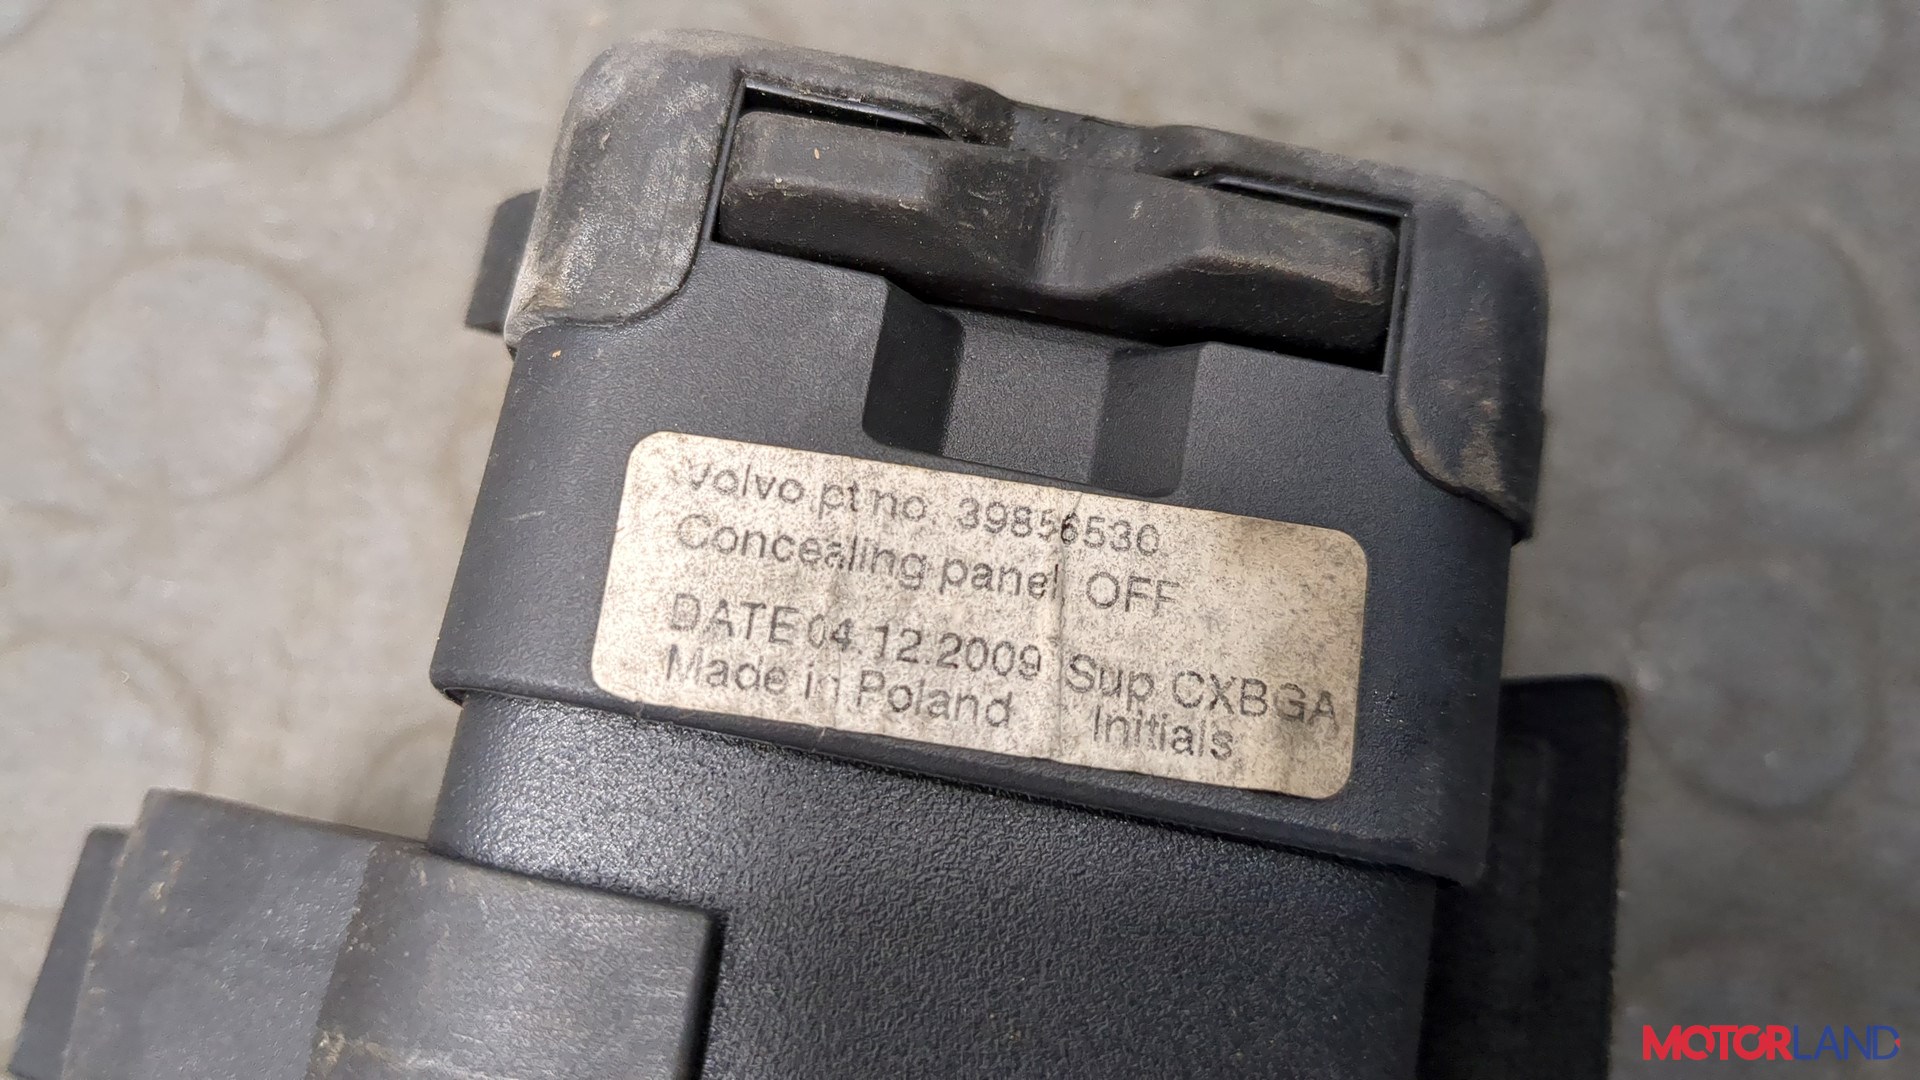 Volvo pt no. 39856530
Concealing panel OFF
DATE 04.12.2009 Sup CXBGA
Made in Poland Initials
MOTORLAND